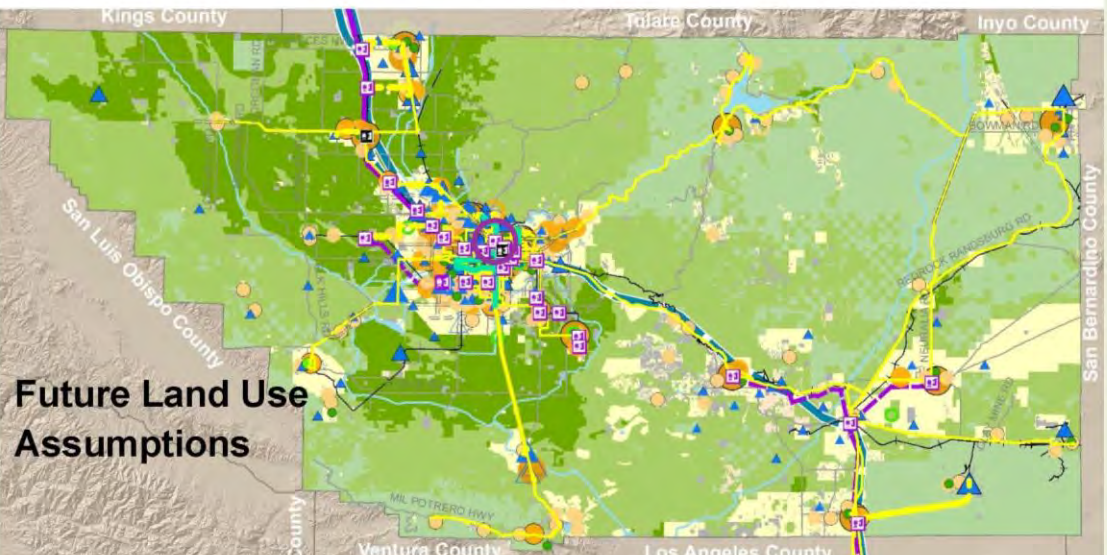 Kings County
Tulare County
Inyo County
BOWMAN RD
San Luis Obispo County
San Bernardino County
REDROCK RANDSBURG RD
Future Land Use
Assumptions
MIL POTRERO HWY
County
Ventura County
Los Angeles County